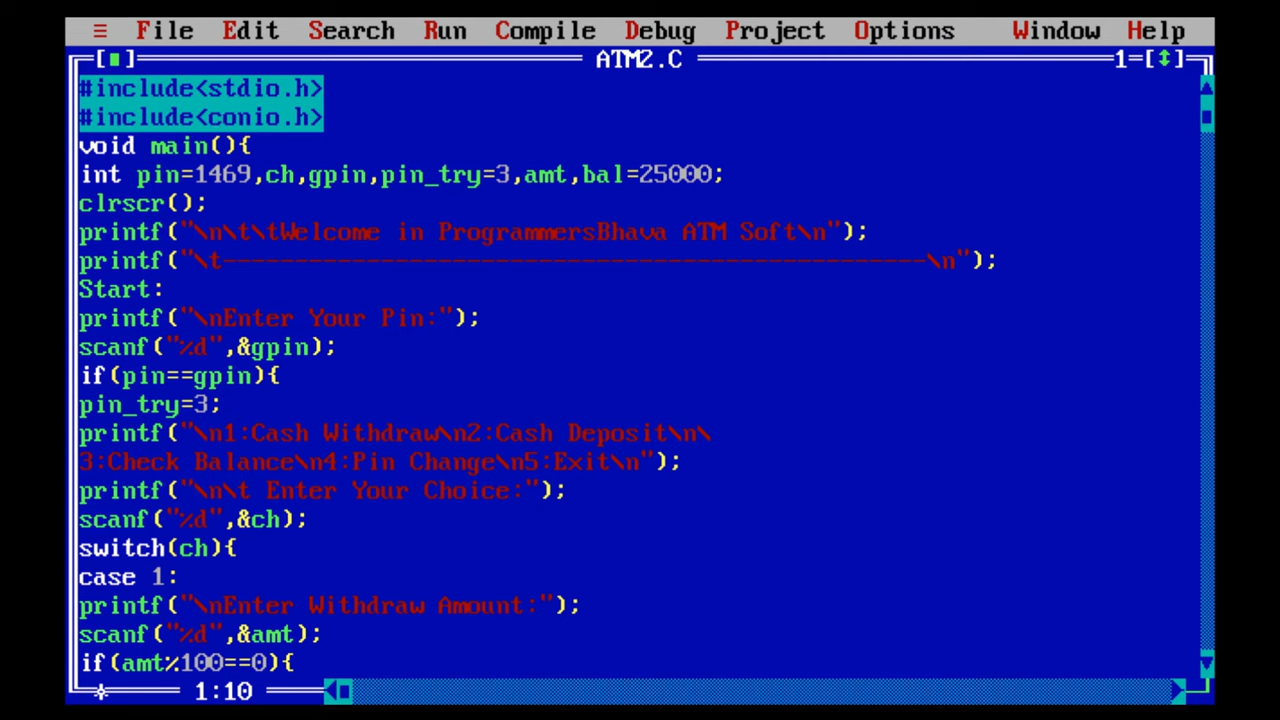 ≡ File Edit Search Run Compile Debug Project Options Window Help
[■] ATM2.C 1=[↕]
#include<stdio.h>
#include<conio.h>
void main(){
int pin=1469,ch,gpin,pin_try=3,amt,bal=25000;
clrscr();
printf("\n\t\tWelcome in ProgrammersBhava ATM Soft\n");
printf("\t-------------------------------------------------\n");
Start:
printf("\nEnter Your Pin:");
scanf("%d",&gpin);
if(pin==gpin){
pin_try=3;
printf("\n1:Cash Withdraw\n2:Cash Deposit\n\
3:Check Balance\n4:Pin Change\n5:Exit\n");
printf("\n\t Enter Your Choice:");
scanf("%d",&ch);
switch(ch){
case 1:
printf("\nEnter Withdraw Amount:");
scanf("%d",&amt);
if(amt%100==0){
1:10